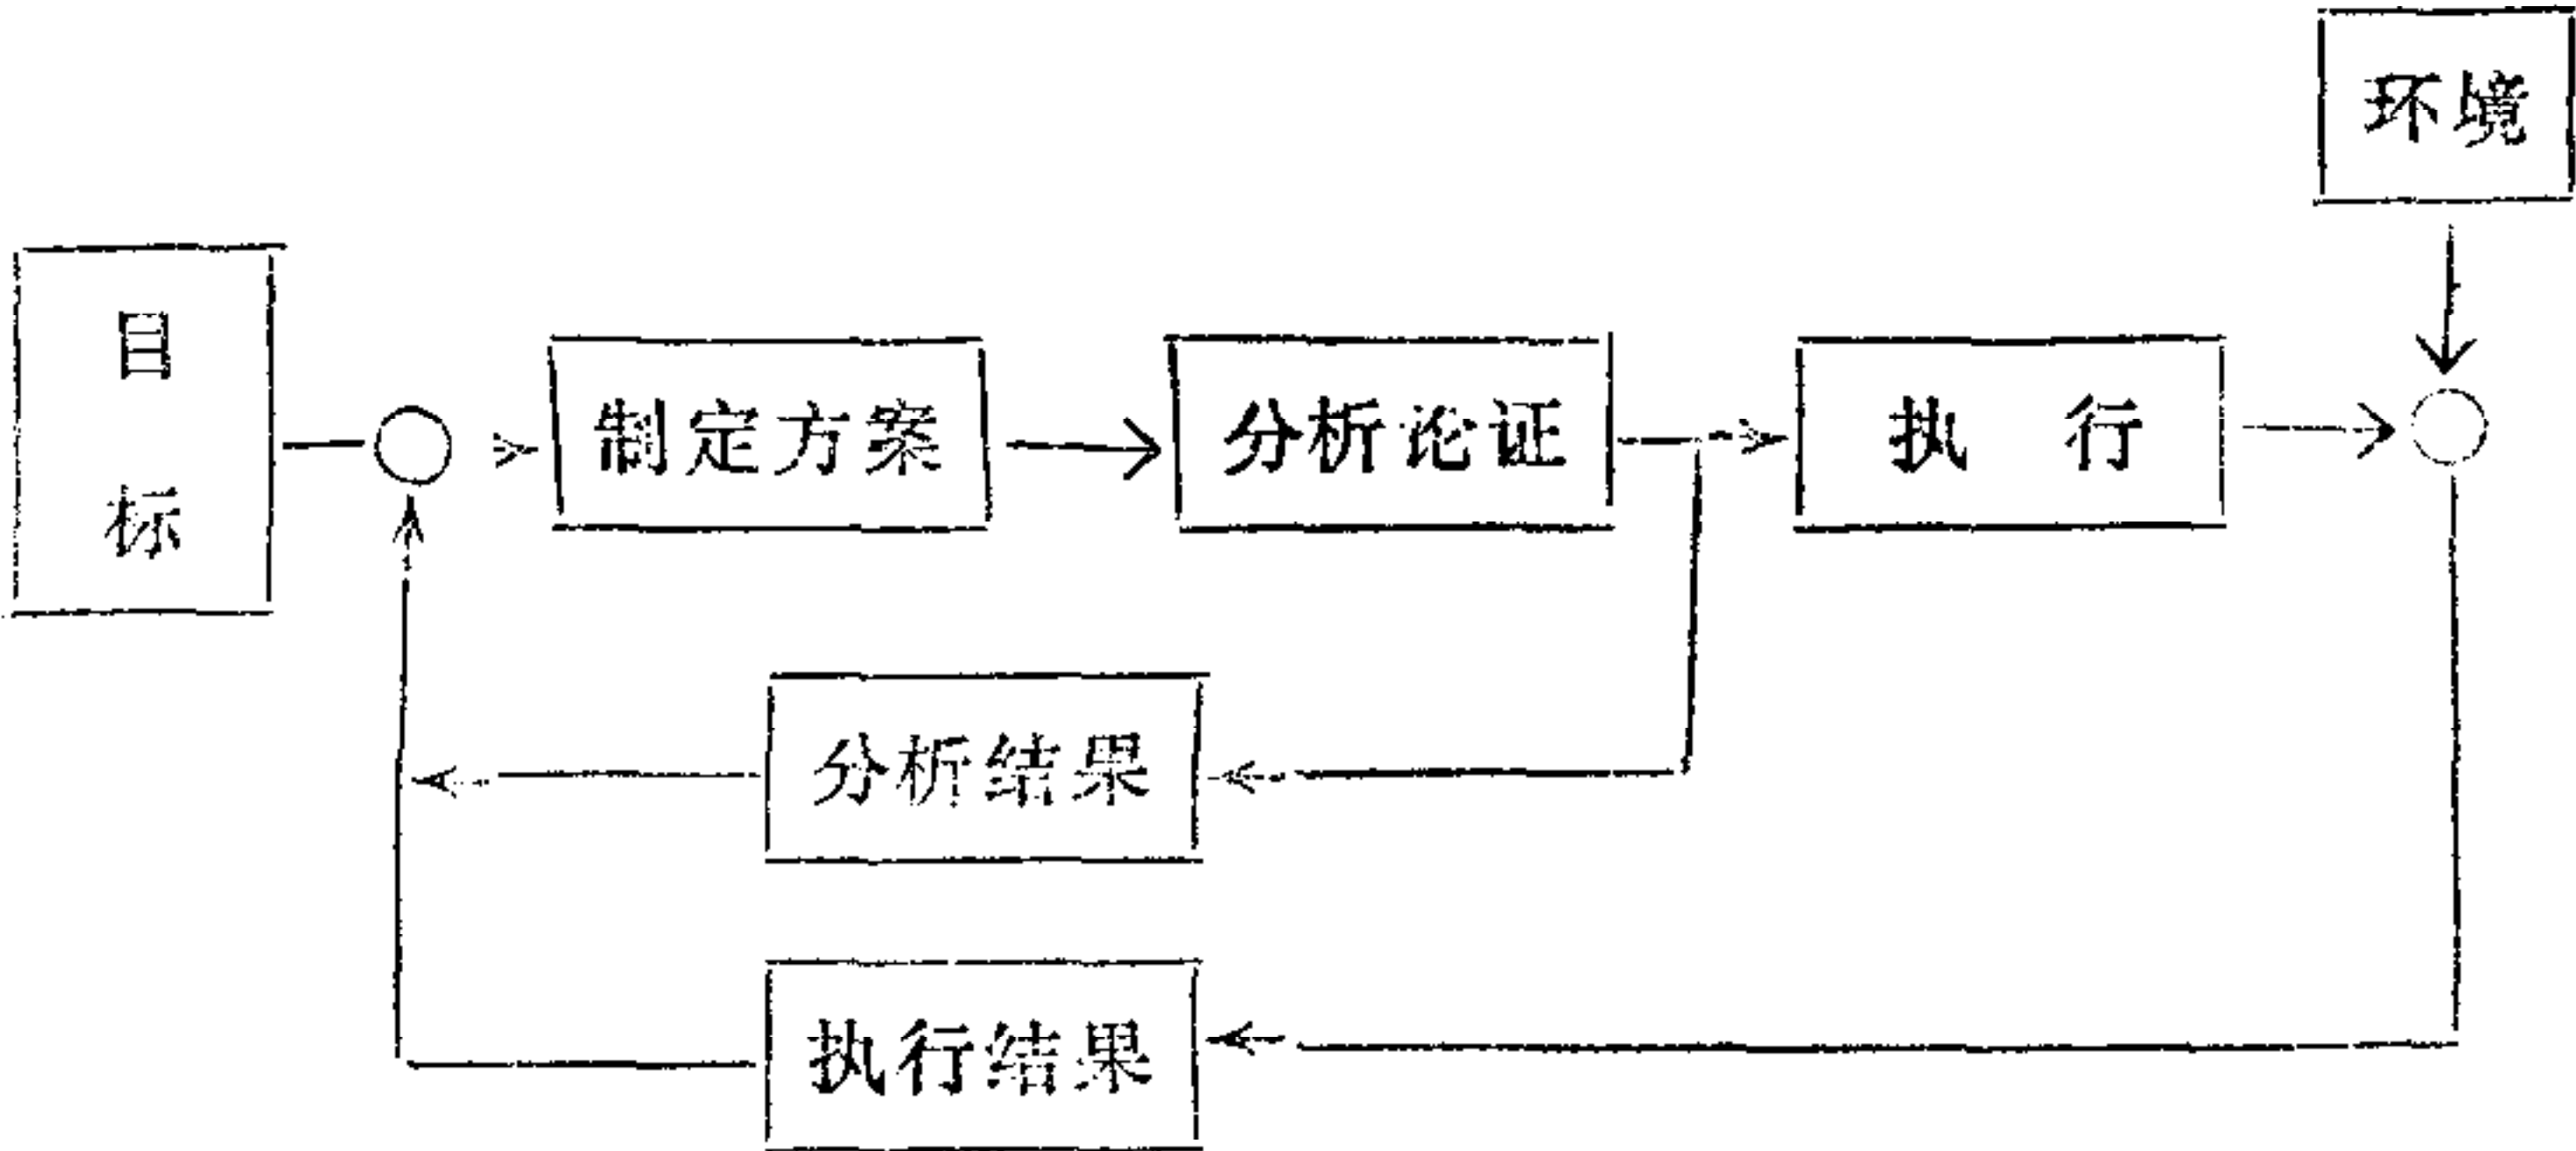 环境
目
标
制定方案
分析论证
执 行
分析结果
执行结果